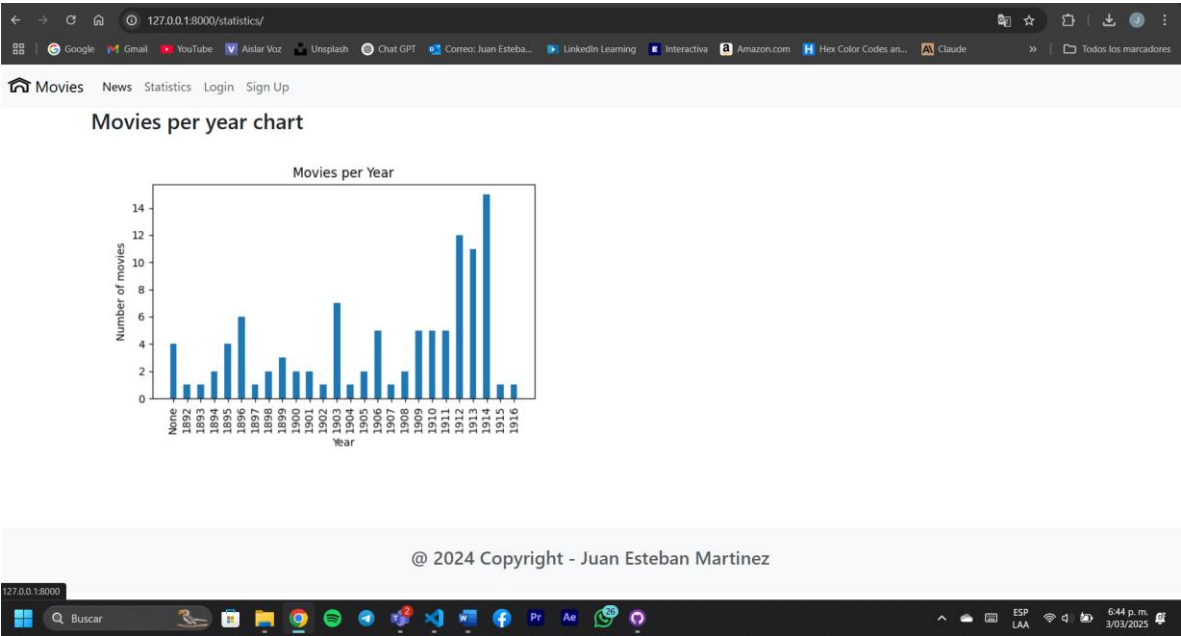 127.0.0.1:8000/statistics/
Google Gmail YouTube Aislar Voz Unsplash Chat GPT Correo: Juan Esteba... LinkedIn Learning Interactiva Amazon.com Hex Color Codes an... Claude » Todos los marcadores
Movies News Statistics Login Sign Up
Movies per year chart
Movies per Year
14
12
10
8
6
4
2
0
Number of movies
None 1892 1893 1894 1895 1896 1897 1898 1899 1900 1901 1902 1903 1904 1905 1906 1907 1908 1909 1910 1911 1912 1913 1914 1915 1916
Year
@ 2024 Copyright - Juan Esteban Martinez
127.0.0.1:8000
Buscar 2 Pr Ae 26 ESP 6:44 p. m.
LAA 3/03/2025